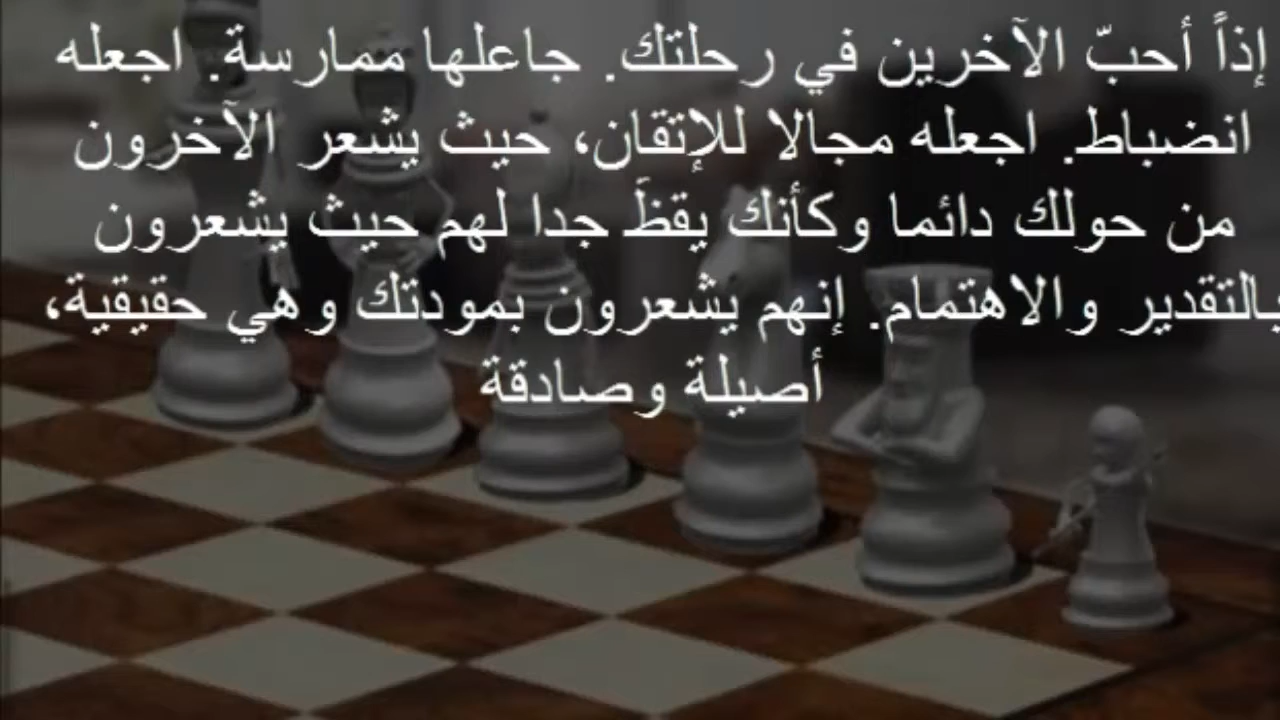 إذاً أحبّ الآخرين في رحلتك. جاعلها ممارسة. اجعله
انضباط. اجعله مجالا للإتقان، حيث يشعر الآخرون
من حولك دائما وكأنك يقظَ جدا لهم حيث يشعرون
بالتقدير والاهتمام. إنهم يشعرون بمودتك وهي حقيقية،
أصيلة وصادقة